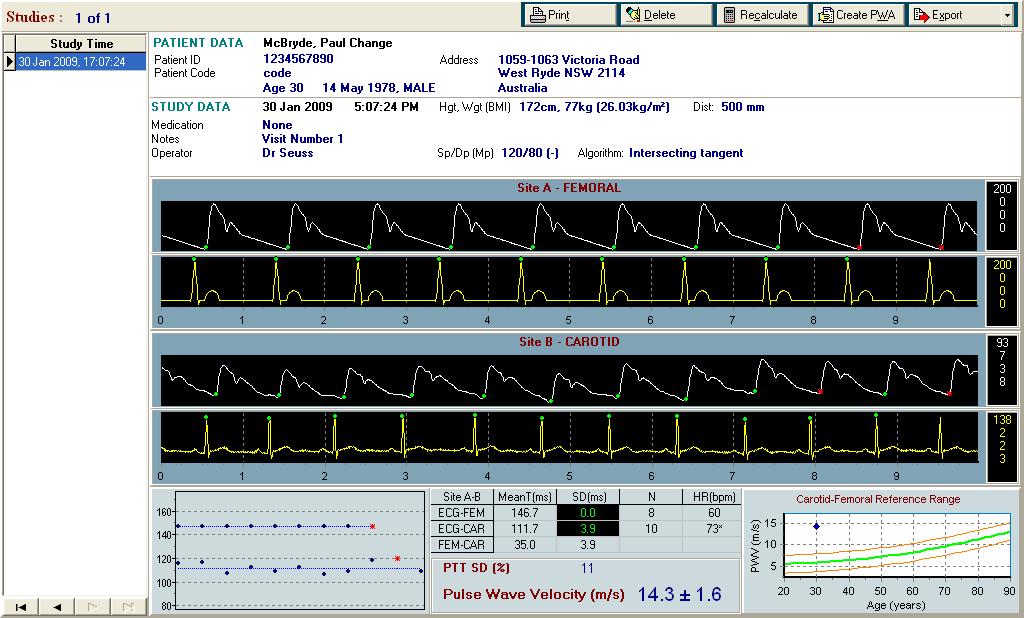 Studies : 1 of 1
Print Delete Recalculate Create PWA Export
Study Time
30 Jan 2009, 17:07:24
PATIENT DATA McBryde, Paul Change
Patient ID 1234567890 Address 1059-1063 Victoria Road
Patient Code code West Ryde NSW 2114
Age 30 14 May 1978, MALE Australia
STUDY DATA 30 Jan 2009 5:07:24 PM Hgt, Wgt (BMI) 172cm, 77kg (26.03kg/m²) Dist: 500 mm
Medication None
Notes Visit Number 1
Operator Dr Seuss Sp/Dp (Mp) 120/80 (-) Algorithm: Intersecting tangent
Site A - FEMORAL
200
0
0
0
200
0
0
0
0 1 2 3 4 5 6 7 8 9
Site B - CAROTID
93
7
3
8
138
2
2
3
0 1 2 3 4 5 6 7 8 9
160
140
120
100
80
Site A-B MeanT(ms) SD(ms) N HR(bpm)
ECG-FEM 146.7 0.0 8 60
ECG-CAR 111.7 3.9 10 73*
FEM-CAR 35.0 3.9
PTT SD (%) 11
Pulse Wave Velocity (m/s) 14.3 ± 1.6
Carotid-Femoral Reference Range
PWV (m/s)
15
10
5
20 30 40 50 60 70 80 90
Age (years)